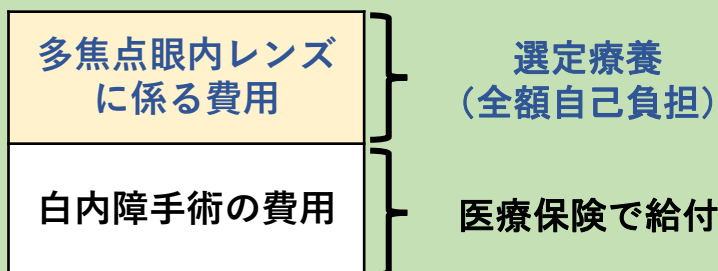 多焦点眼内レンズ
に係る費用
選定療養
（全額自己負担）
白内障手術の費用
医療保険で給付